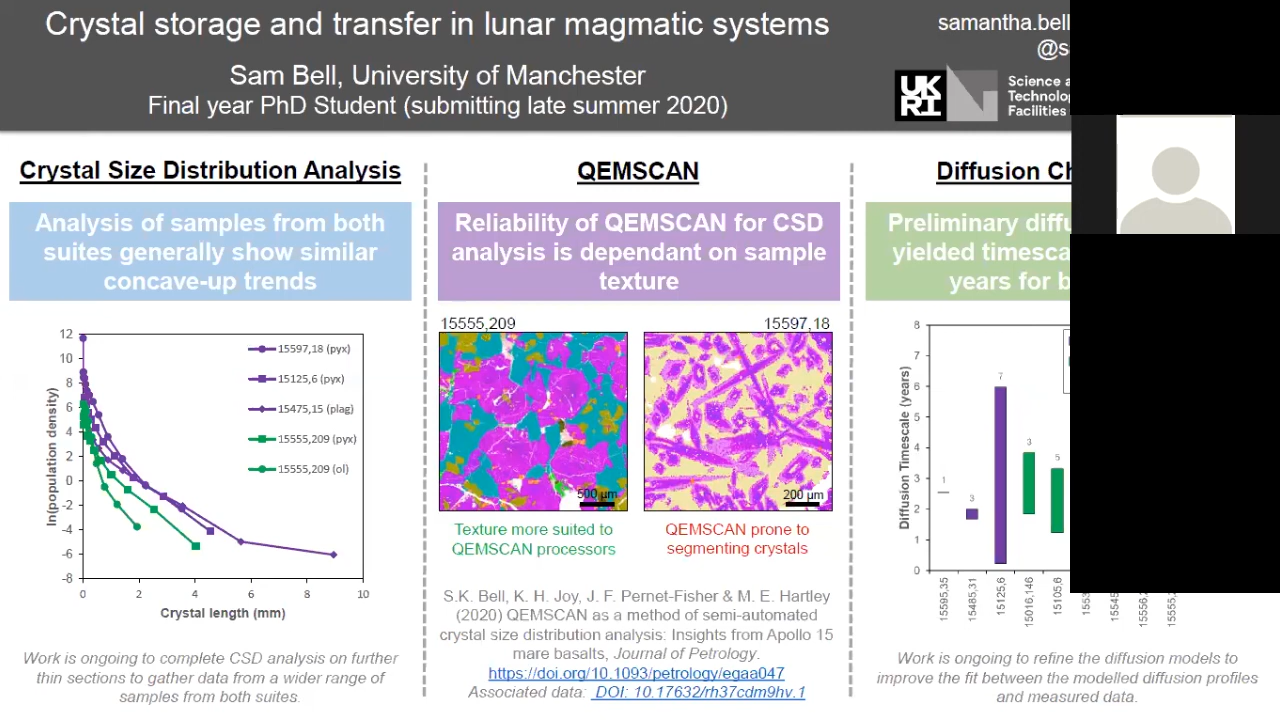 Crystal storage and transfer in lunar magmatic systems
Sam Bell, University of Manchester
Final year PhD Student (submitting late summer 2020)
samantha.bell
@s
UK
RI
Science a
Technolo
Facilities
Crystal Size Distribution Analysis
Analysis of samples from both
suites generally show similar
concave-up trends
ln(population density)
12
10
8
6
4
2
0
-2
-4
-6
-8
0
2
4
6
8
10
Crystal length (mm)
15597,18 (pyx)
15125,6 (pyx)
15475,15 (plag)
15555,209 (pyx)
15555,209 (ol)
Work is ongoing to complete CSD analysis on further
thin sections to gather data from a wider range of
samples from both suites.
QEMSCAN
Reliability of QEMSCAN for CSD
analysis is dependant on sample
texture
15555,209
15597,18
500 µm
200 µm
Texture more suited to
QEMSCAN processors
QEMSCAN prone to
segmenting crystals
S.K. Bell, K. H. Joy, J. F. Pernet-Fisher & M. E. Hartley
(2020) QEMSCAN as a method of semi-automated
crystal size distribution analysis: Insights from Apollo 15
mare basalts, Journal of Petrology.
https://doi.org/10.1093/petrology/egaa047
Associated data: DOI: 10.17632/rh37cdm9hv.1
Diffusion Ch
Preliminary diffu
yielded timesca
years for b
Diffusion Timescale (years)
8
7
6
5
4
3
2
1
0
1
3
7
3
5
15595,35
15485,31
15125,6
15016,146
15105,6
Work is ongoing to refine the diffusion models to
improve the fit between the modelled diffusion profiles
and measured data.